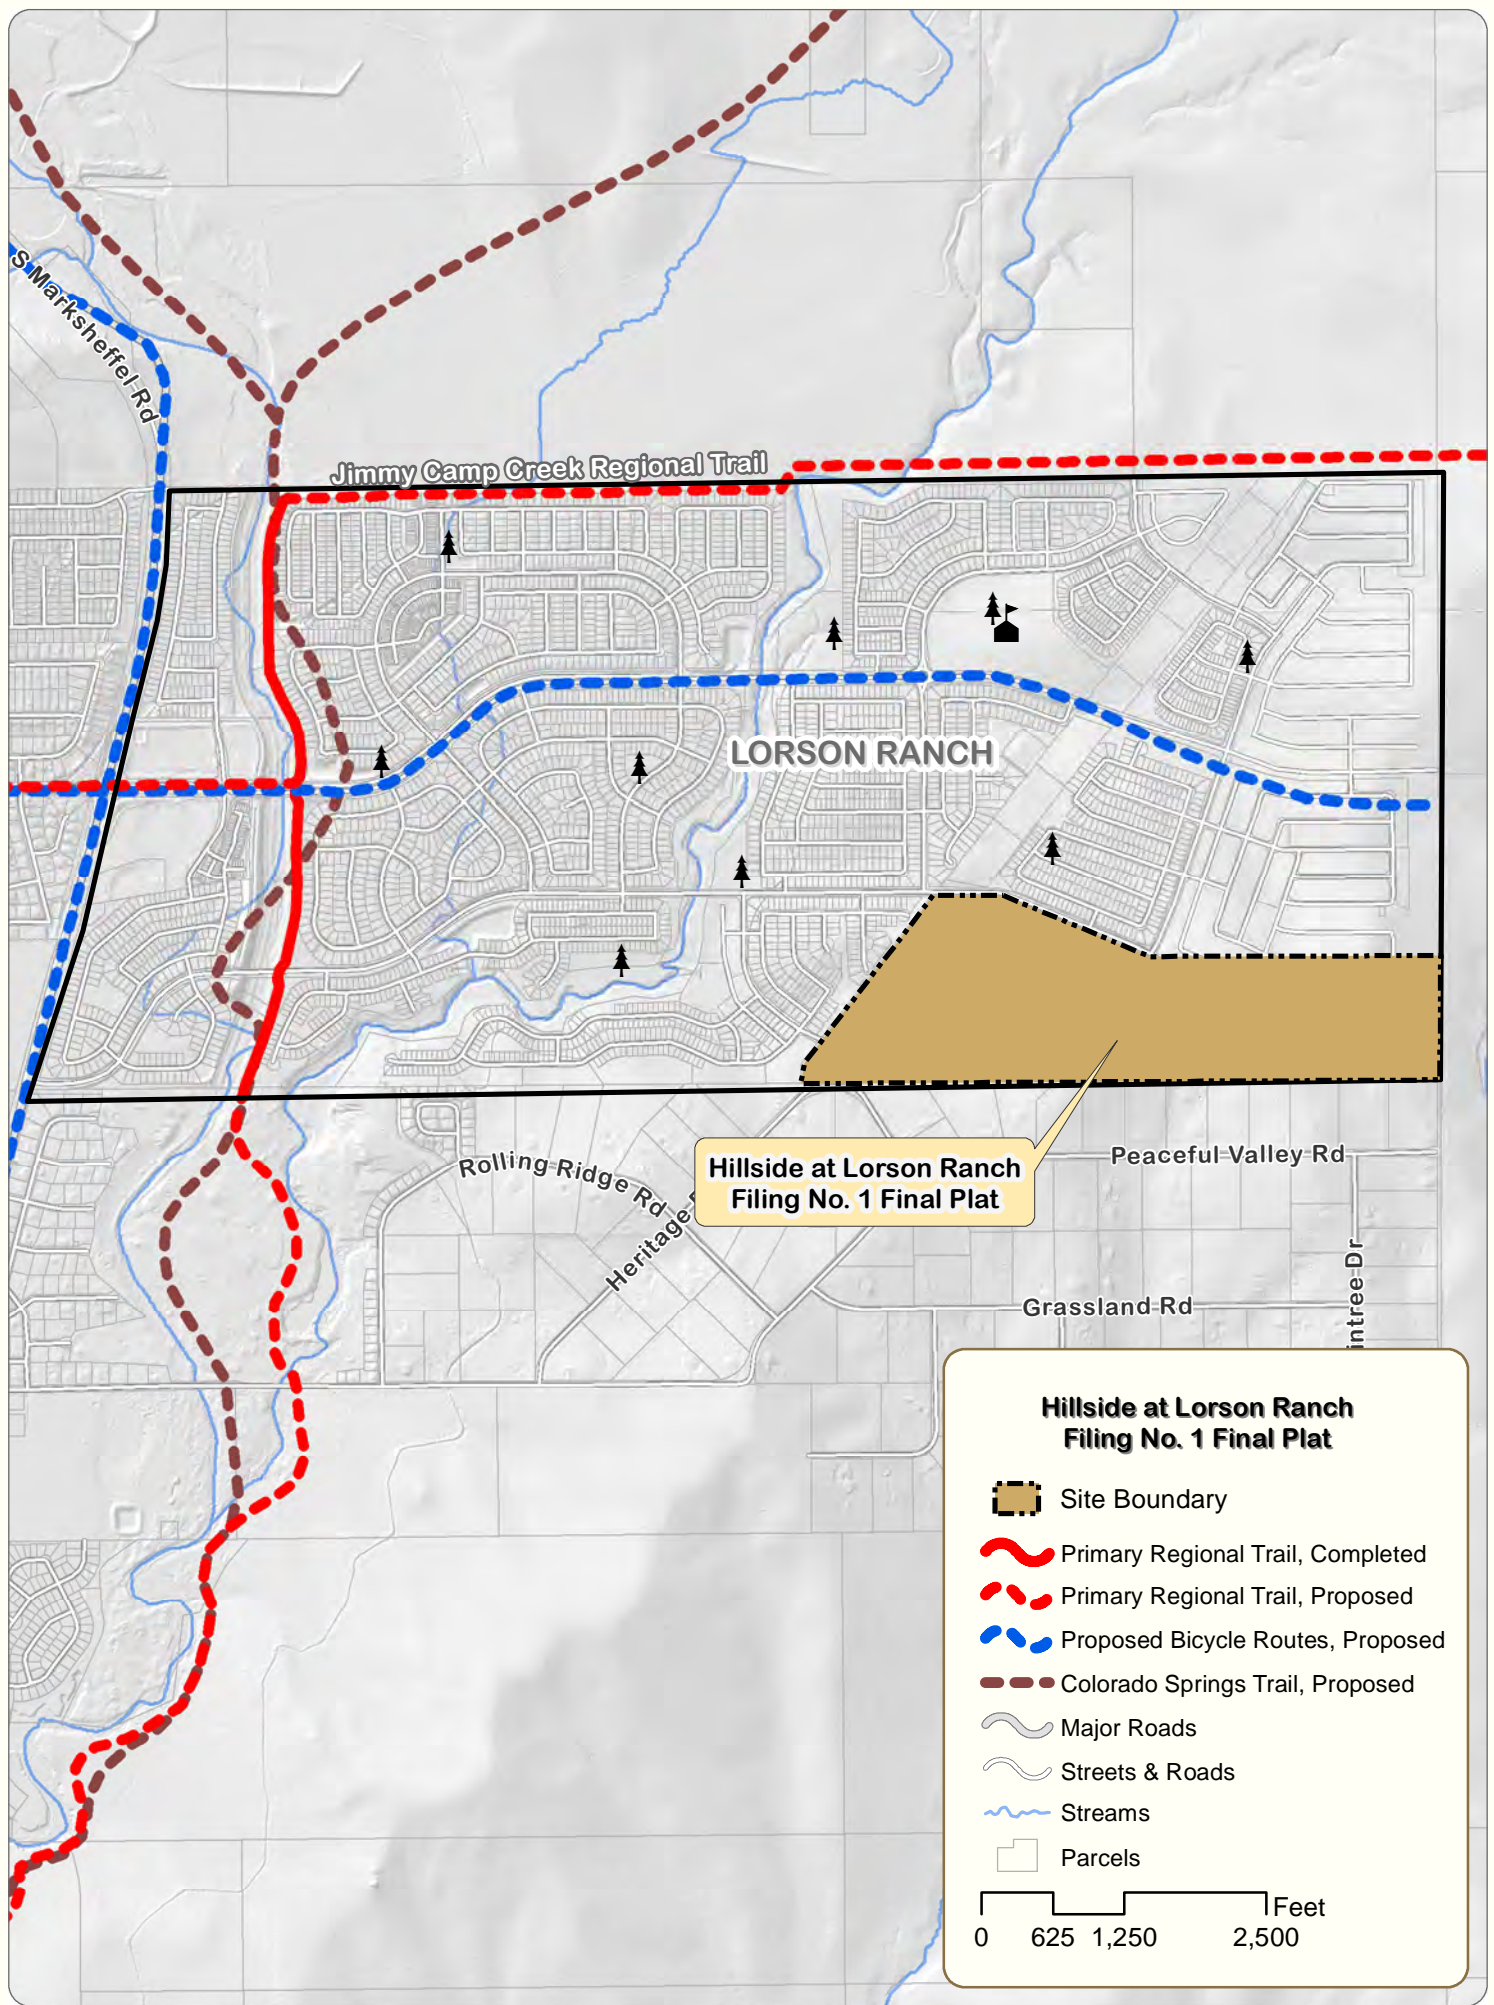 S Marksheffel Rd
Jimmy Camp Creek Regional Trail
LORSON RANCH
Hillside at Lorson Ranch
Filing No. 1 Final Plat
Peaceful Valley Rd
Rolling Ridge Rd
Heritage
Grassland Rd
intree Dr
Hillside at Lorson Ranch
Filing No. 1 Final Plat
Site Boundary
Primary Regional Trail, Completed
Primary Regional Trail, Proposed
Proposed Bicycle Routes, Proposed
Colorado Springs Trail, Proposed
Major Roads
Streets & Roads
Streams
Parcels
Feet
0 625 1,250 2,500